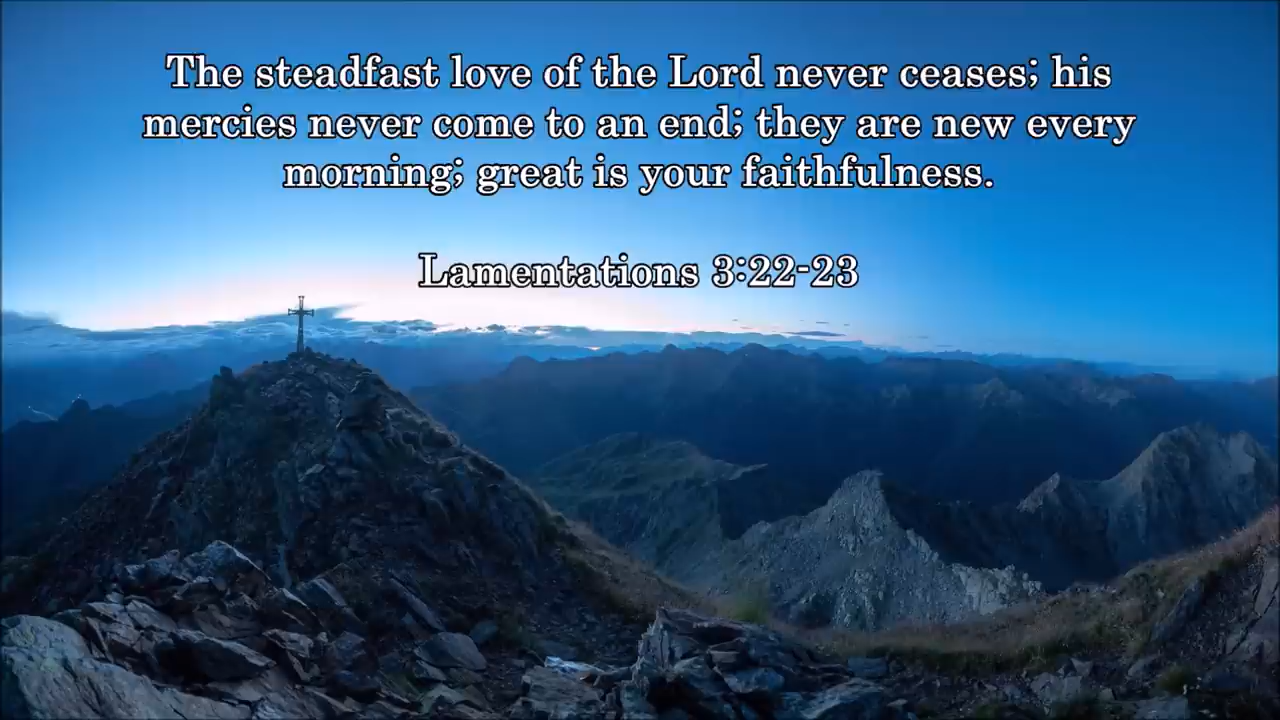 The steadfast love of the Lord never ceases; his
mercies never come to an end; they are new every
morning; great is your faithfulness.
Lamentations 3:22-23